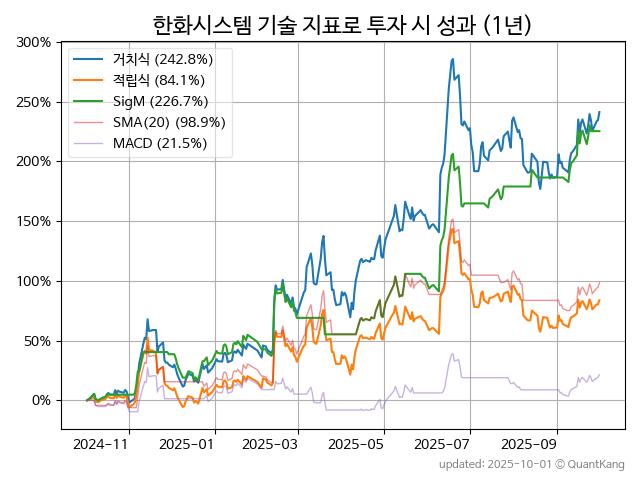 한화시스템 기술 지표로 투자 시 성과 (1년)
300%
250%
200%
150%
100%
50%
0%
거치식 (242.8%)
적립식 (84.1%)
SigM (226.7%)
SMA(20) (98.9%)
MACD (21.5%)
2024-11
2025-01
2025-03
2025-05
2025-07
2025-09
updated: 2025-10-01 © QuantKang